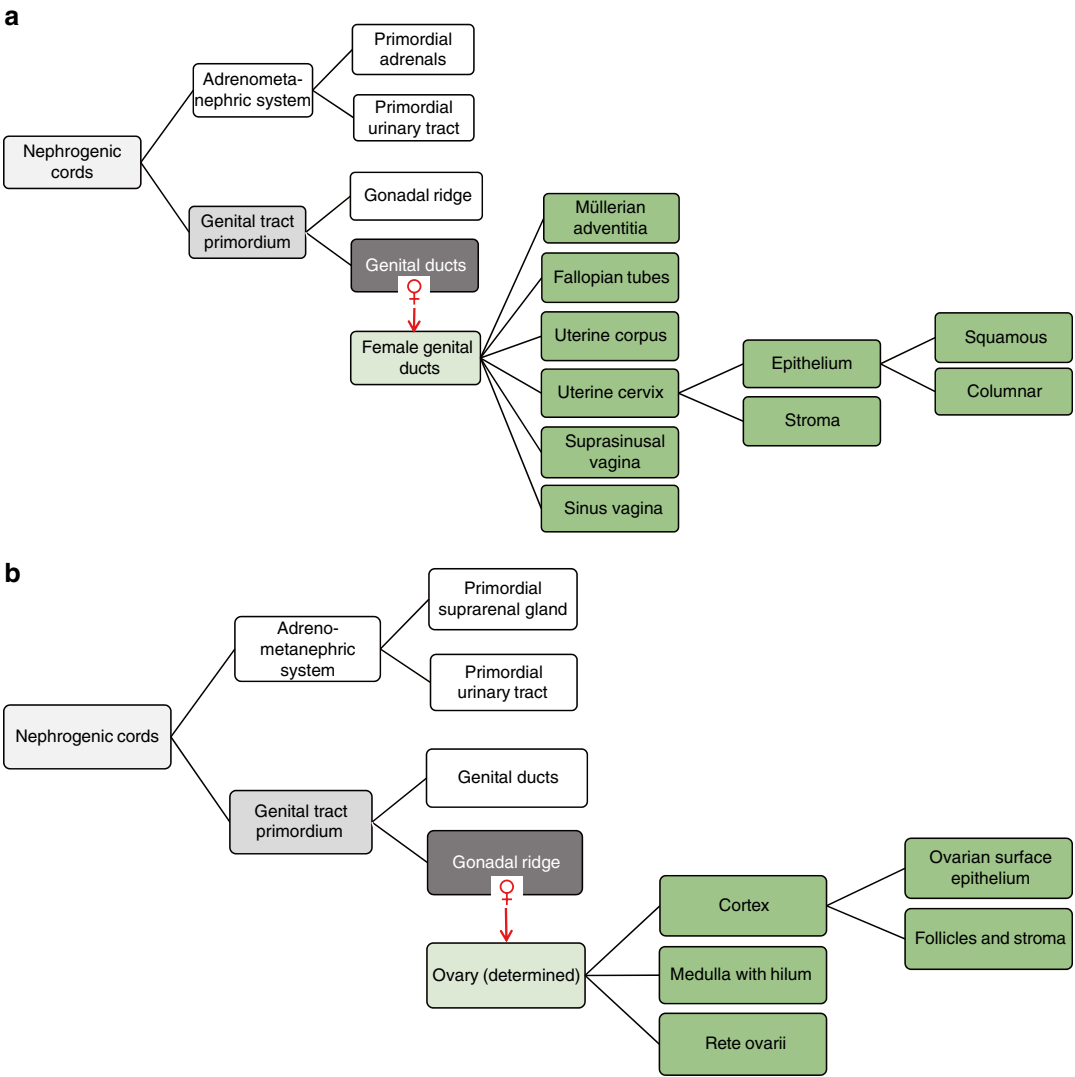 a
Primordial
adrenals
Adrenometa-
nephric system
Primordial
urinary tract
Nephrogenic
cords
Gonadal ridge
Genital tract
primordium
Genital ducts
♀
Female genital
ducts
Müllerian
adventitia
Fallopian tubes
Uterine corpus
Uterine cervix
Suprasinusal
vagina
Sinus vagina
Epithelium
Stroma
Squamous
Columnar
b
Primordial
suprarenal gland
Adreno-
metanephric
system
Primordial
urinary tract
Nephrogenic cords
Genital ducts
Genital tract
primordium
Gonadal ridge
♀
Ovary (determined)
Cortex
Medulla with hilum
Rete ovarii
Ovarian surface
epithelium
Follicles and stroma